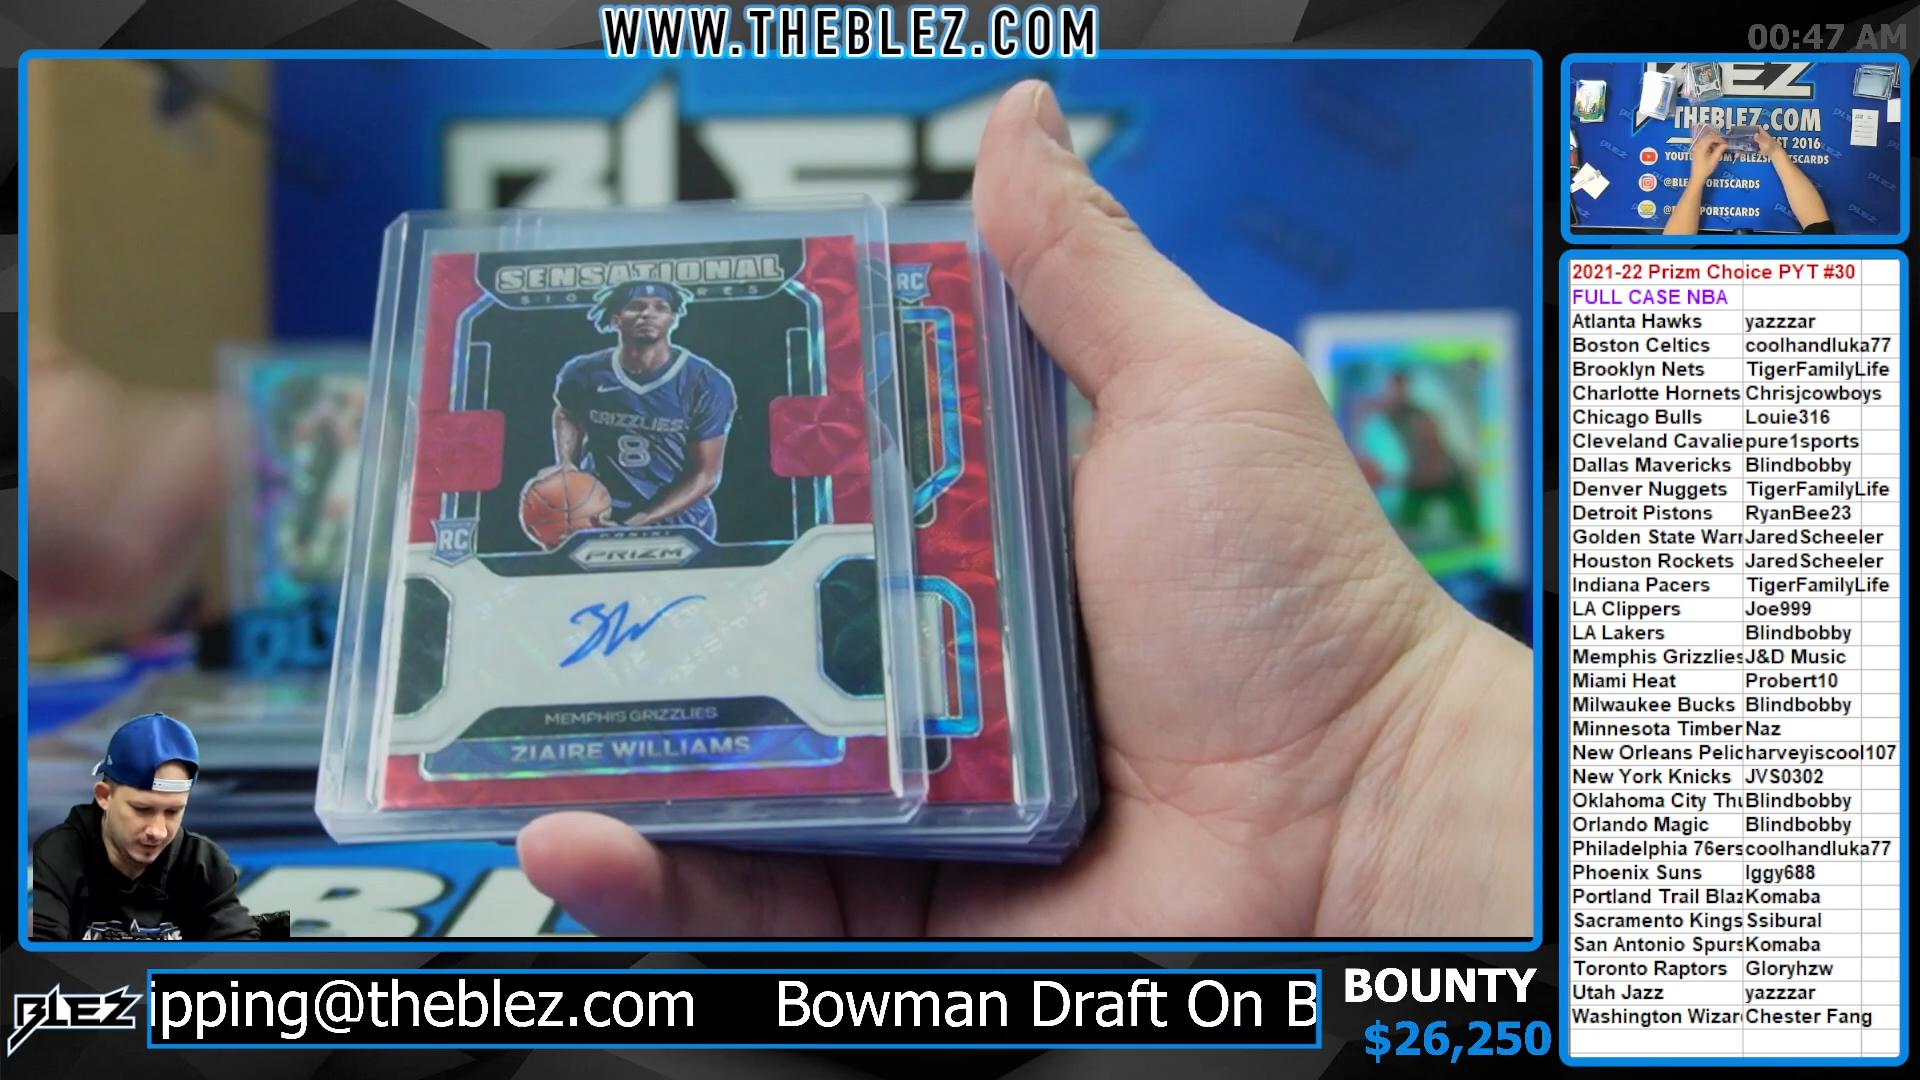 WWW.THEBLEZ.COM
00:47 AM
BLEZ
SENSATIONAL
RC
GRIZZLIES
8
RC
PANINI
PRIZM
MEMPHIS GRIZZLIES
ZIAIRE WILLIAMS
BLEZ
THEBLEZ.COM
EST 2016
2021-22 Prizm Choice PYT #30
FULL CASE NBA
Atlanta Hawks yazzzar
Boston Celtics coolhandluka77
Brooklyn Nets TigerFamilyLife
Charlotte Hornets Chrisjcowboys
Chicago Bulls Louie316
Cleveland Cavalie pure1sports
Dallas Mavericks Blindbobby
Denver Nuggets TigerFamilyLife
Detroit Pistons RyanBee23
Golden State Warr JaredScheeler
Houston Rockets JaredScheeler
Indiana Pacers TigerFamilyLife
LA Clippers Joe999
LA Lakers Blindbobby
Memphis Grizzlies J&D Music
Miami Heat Probert10
Milwaukee Bucks Blindbobby
Minnesota Timber Naz
New Orleans Pelic harveyiscool107
New York Knicks JVS0302
Oklahoma City Thu Blindbobby
Orlando Magic Blindbobby
Philadelphia 76ers coolhandluka77
Phoenix Suns Iggy688
Portland Trail Blaz Komaba
Sacramento Kings Ssibural
San Antonio Spurs Komaba
Toronto Raptors Gloryhzw
Utah Jazz yazzzar
Washington Wizar Chester Fang
BLEZ
ipping@theblez.com Bowman Draft On B
BOUNTY
$26,250